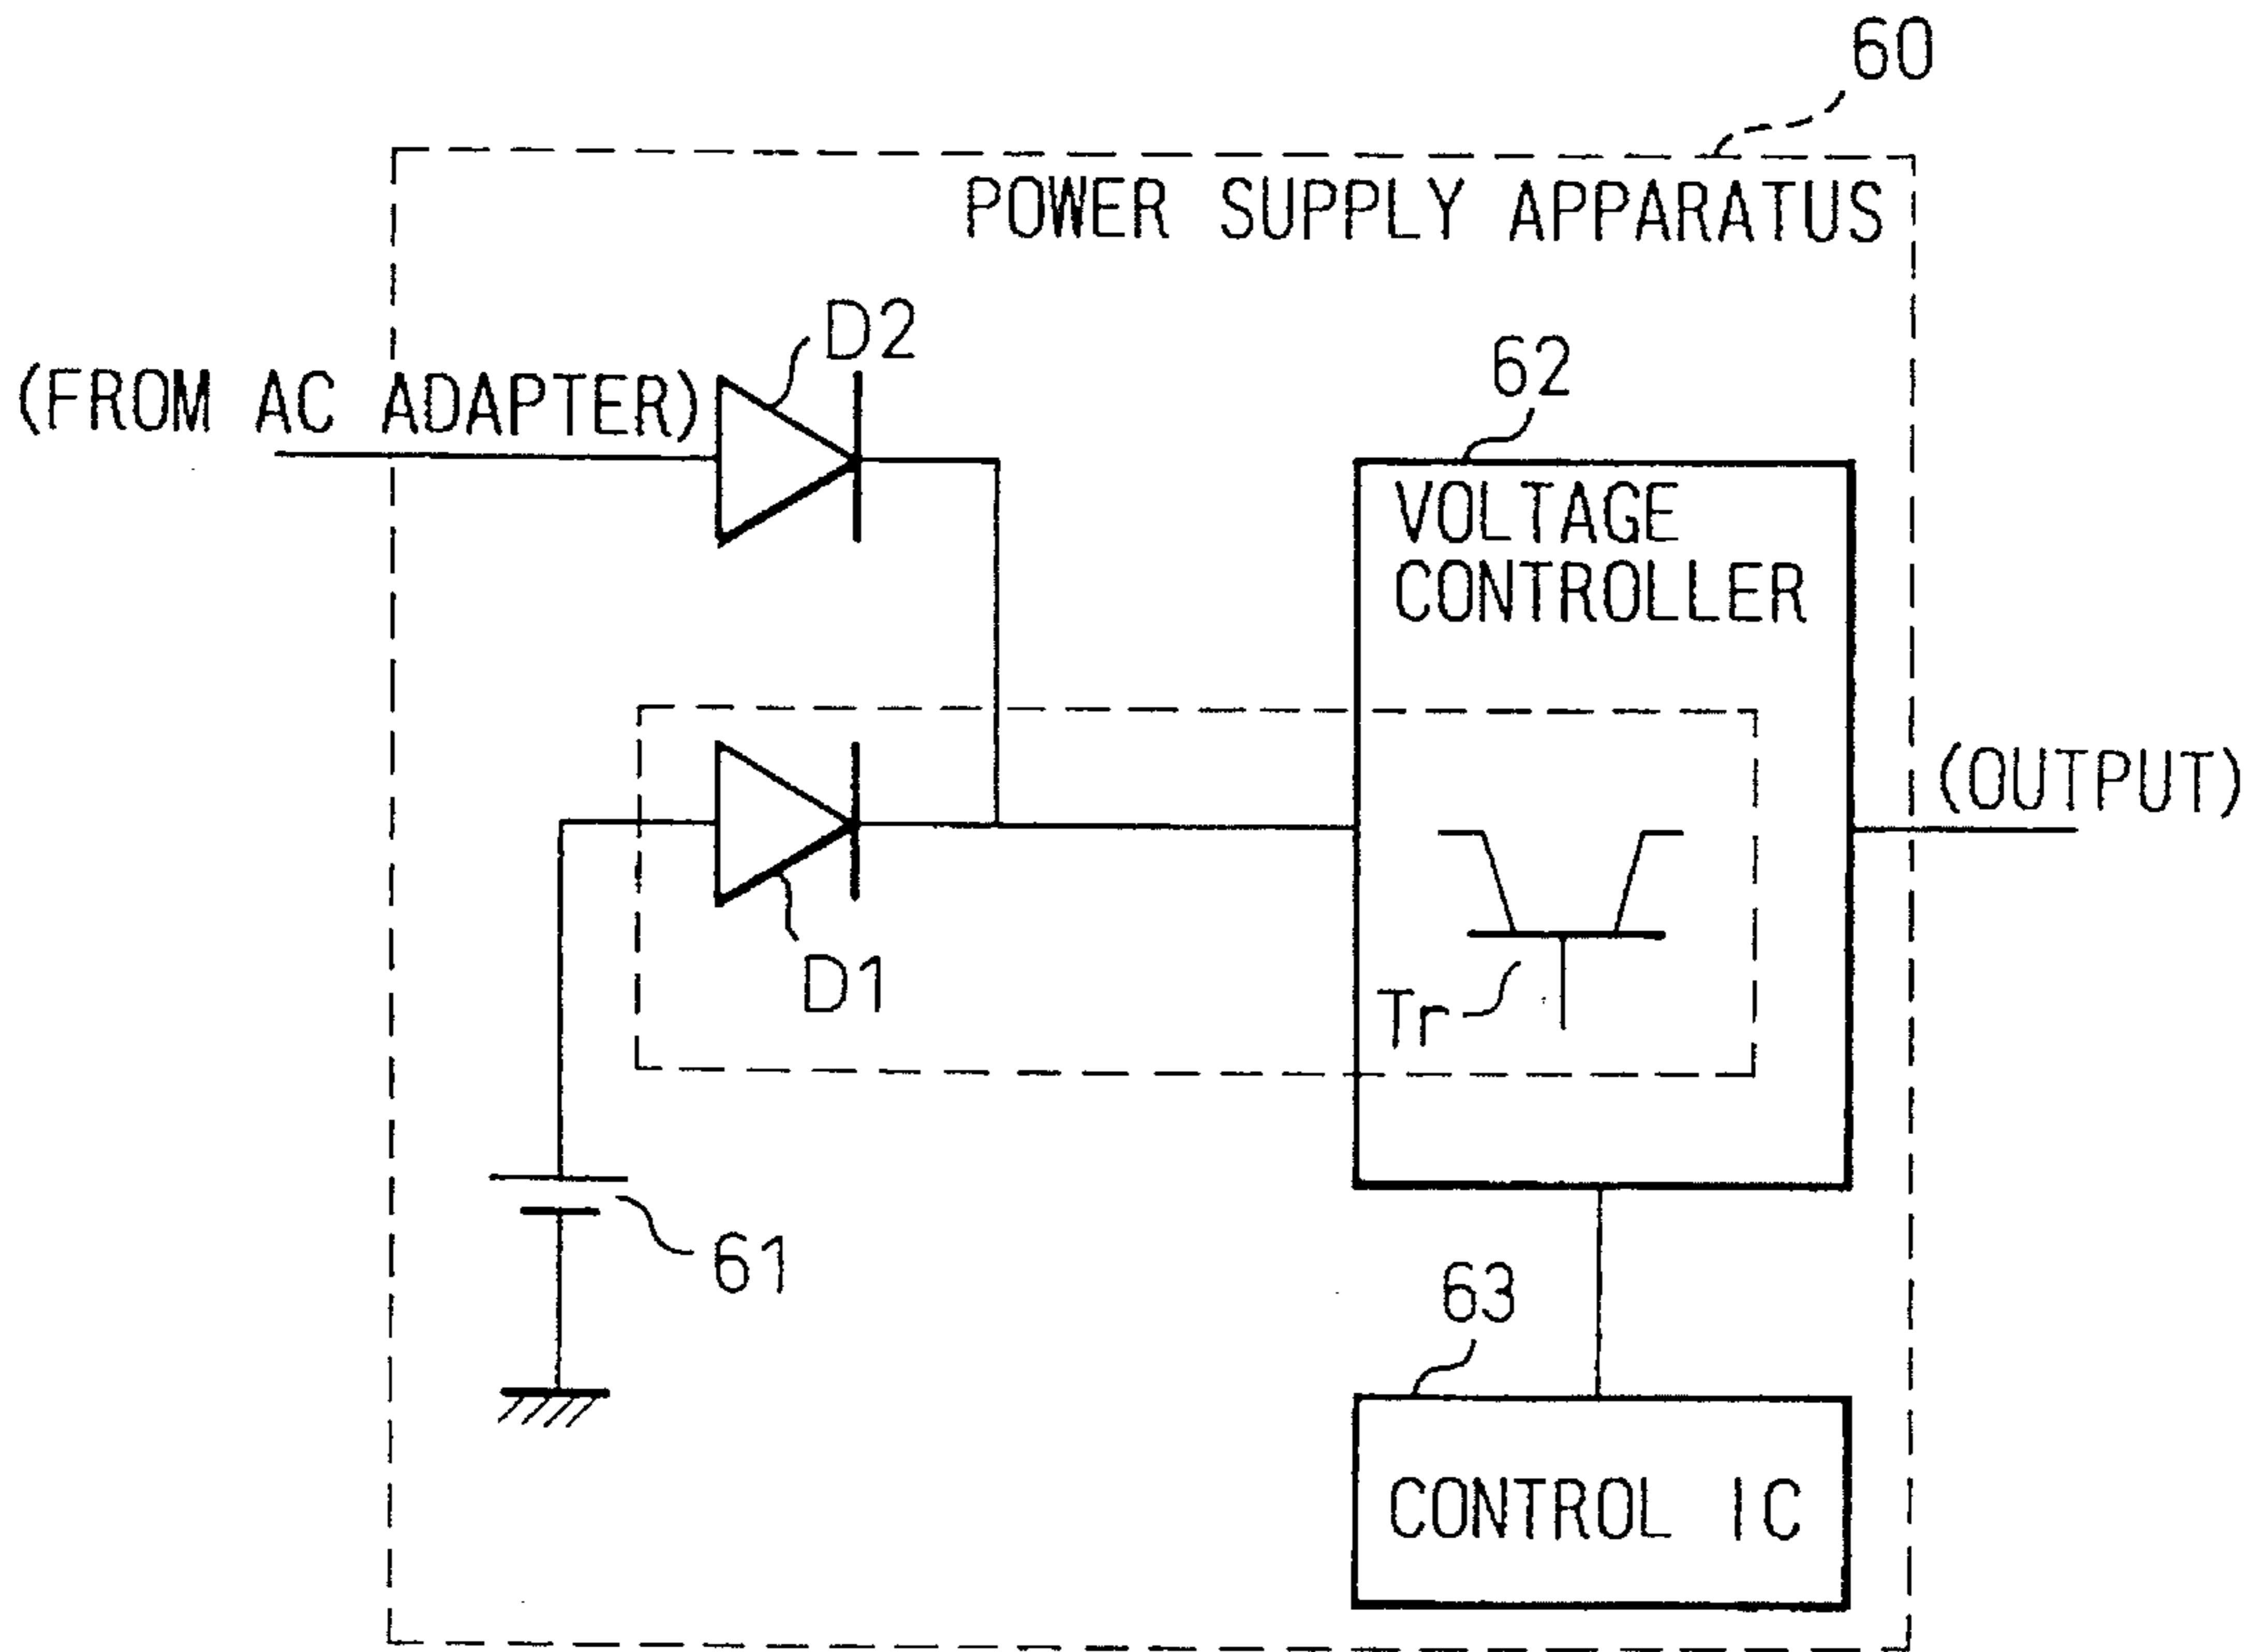 60
POWER SUPPLY APPARATUS
D2
(FROM AC ADAPTER)
62
VOLTAGE
CONTROLLER
(OUTPUT)
D1
Tr
61
63
CONTROL IC